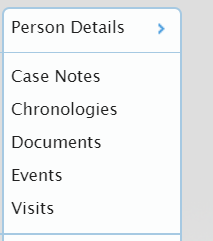 Person Details
Case Notes
Chronologies
Documents
Events
Visits